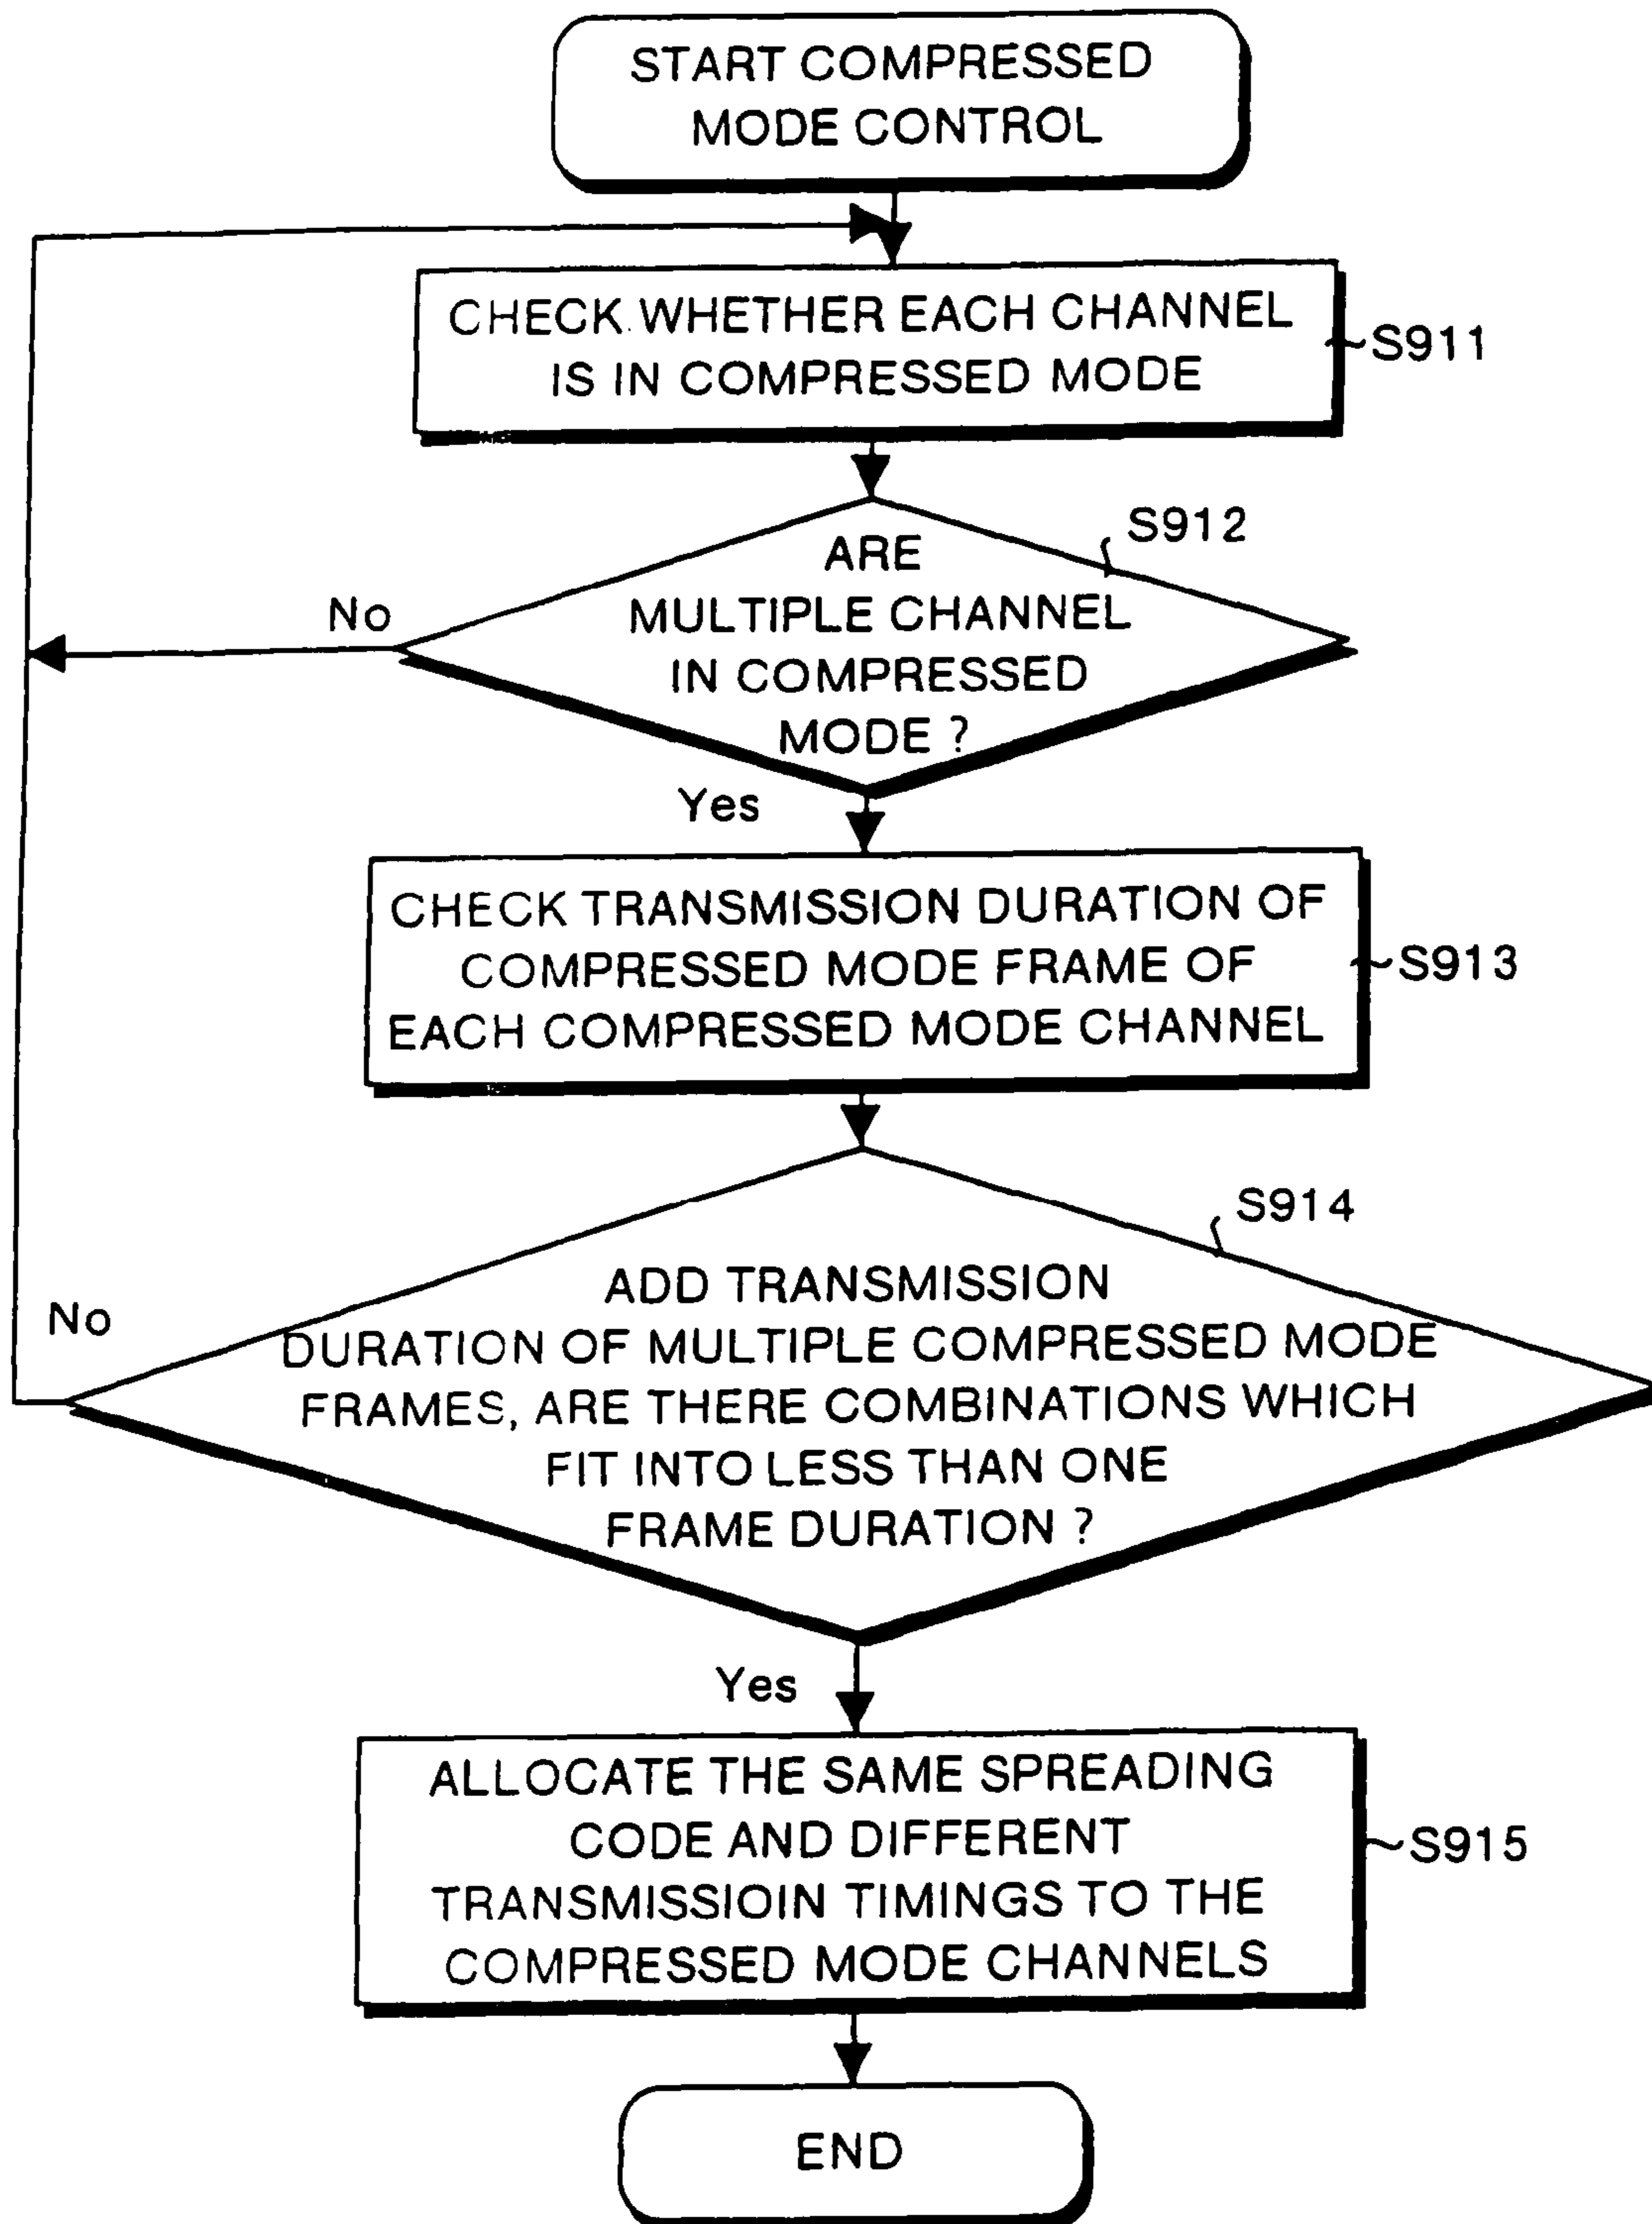 START COMPRESSED
MODE CONTROL
CHECK WHETHER EACH CHANNEL
IS IN COMPRESSED MODE
S911
S912
ARE
MULTIPLE CHANNEL
IN COMPRESSED
MODE ?
No
Yes
CHECK TRANSMISSION DURATION OF
COMPRESSED MODE FRAME OF
EACH COMPRESSED MODE CHANNEL
S913
S914
ADD TRANSMISSION
DURATION OF MULTIPLE COMPRESSED MODE
FRAMES, ARE THERE COMBINATIONS WHICH
FIT INTO LESS THAN ONE
FRAME DURATION ?
No
Yes
ALLOCATE THE SAME SPREADING
CODE AND DIFFERENT
TRANSMISSIOIN TIMINGS TO THE
COMPRESSED MODE CHANNELS
S915
END